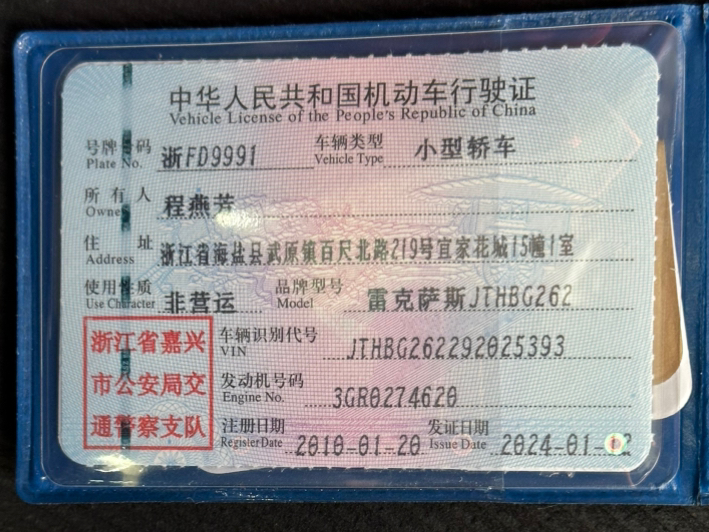 中华人民共和国机动车行驶证
Vehicle License of the People's Republic of China
号牌号码 浙FD9991 车辆类型 小型轿车
Plate No. Vehicle Type
所有人 程燕芳
Owner
住址 浙江省海盐县武原镇百尺北路219号宜家花城15幢1室
Address
使用性质 非营运 品牌型号 雷克萨斯JTHBG262
Use Character Model
浙江省嘉兴
市公安局交
通警察支队
车辆识别代号 JTHBG262292025393
VIN
发动机号码 3GR0274620
Engine No.
注册日期 2010-01-20 发证日期 2024-01-12
Register Date Issue Date